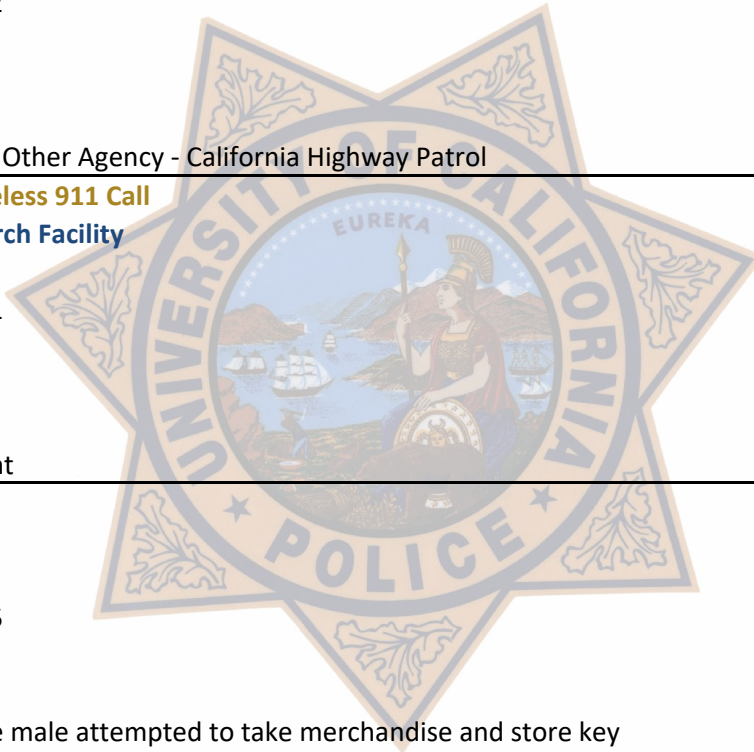 Other Agency - California Highway Patrol
eless 911 Call
rch Facility
UNIVERSITY OF CALIFORNIA
EUREKA
POLICE
nt
e male attempted to take merchandise and store key